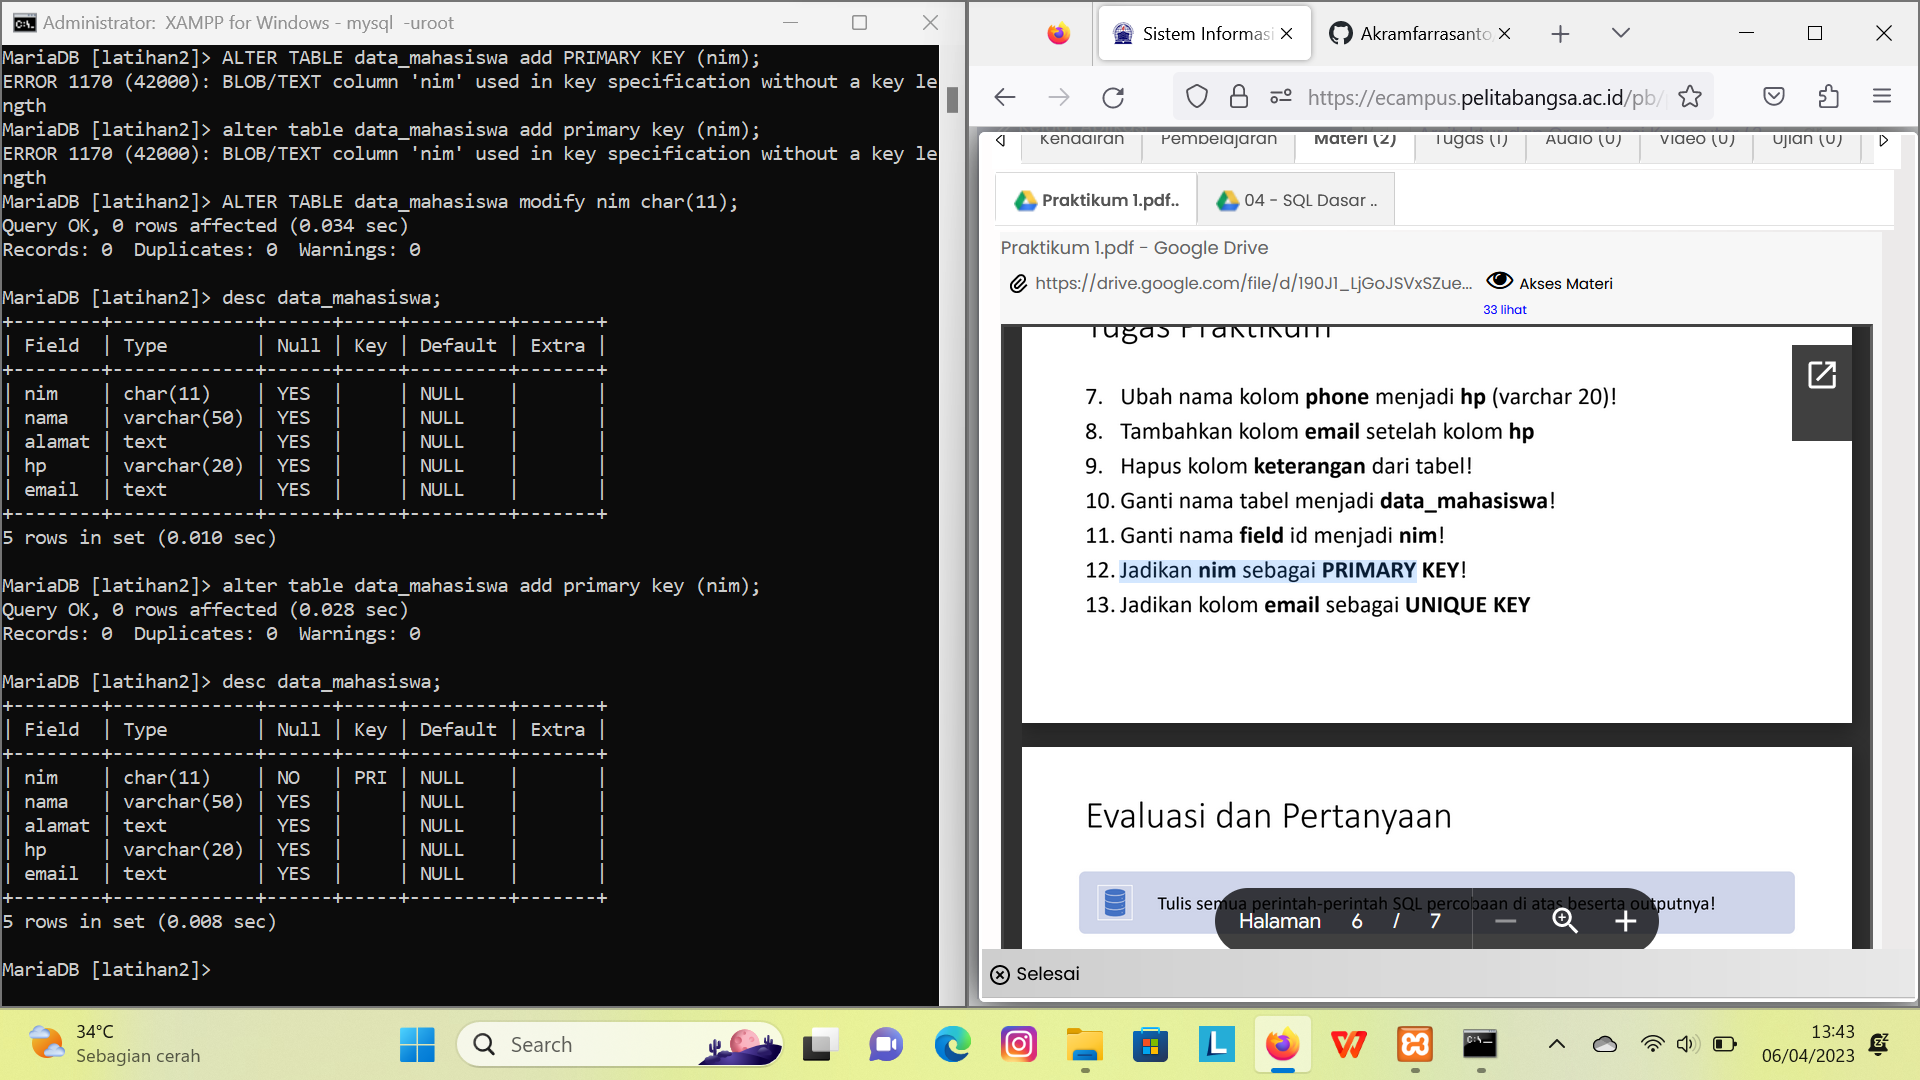 Administrator: XAMPP for Windows - mysql -uroot
MariaDB [latihan2]> ALTER TABLE data_mahasiswa add PRIMARY KEY (nim);
ERROR 1170 (42000): BLOB/TEXT column 'nim' used in key specification without a key le
ngth
MariaDB [latihan2]> alter table data_mahasiswa add primary key (nim);
ERROR 1170 (42000): BLOB/TEXT column 'nim' used in key specification without a key le
ngth
MariaDB [latihan2]> ALTER TABLE data_mahasiswa modify nim char(11);
Query OK, 0 rows affected (0.034 sec)
Records: 0  Duplicates: 0  Warnings: 0
MariaDB [latihan2]> desc data_mahasiswa;
+--------+-------------+------+-----+---------+-------+
| Field  | Type        | Null | Key | Default | Extra |
+--------+-------------+------+-----+---------+-------+
| nim    | char(11)    | YES  |     | NULL    |       |
| nama   | varchar(50) | YES  |     | NULL    |       |
| alamat | text        | YES  |     | NULL    |       |
| hp     | varchar(20) | YES  |     | NULL    |       |
| email  | text        | YES  |     | NULL    |       |
+--------+-------------+------+-----+---------+-------+
5 rows in set (0.010 sec)
MariaDB [latihan2]> alter table data_mahasiswa add primary key (nim);
Query OK, 0 rows affected (0.028 sec)
Records: 0  Duplicates: 0  Warnings: 0
MariaDB [latihan2]> desc data_mahasiswa;
+--------+-------------+------+-----+---------+-------+
| Field  | Type        | Null | Key | Default | Extra |
+--------+-------------+------+-----+---------+-------+
| nim    | char(11)    | NO   | PRI | NULL    |       |
| nama   | varchar(50) | YES  |     | NULL    |       |
| alamat | text        | YES  |     | NULL    |       |
| hp     | varchar(20) | YES  |     | NULL    |       |
| email  | text        | YES  |     | NULL    |       |
+--------+-------------+------+-----+---------+-------+
5 rows in set (0.008 sec)
MariaDB [latihan2]>
Sistem Informasi
Akramfarrasanto
https://ecampus.pelitabangsa.ac.id/pb/
Kehadiran Pembelajaran Materi (2) Tugas (1) Audio (0) Video (0) Ujian (0)
Praktikum 1.pdf.. 04 - SQL Dasar ..
Praktikum 1.pdf - Google Drive
https://drive.google.com/file/d/190J1_LjGoJSVxSZue... Akses Materi
33 lihat
Tugas Praktikum
7. Ubah nama kolom phone menjadi hp (varchar 20)!
8. Tambahkan kolom email setelah kolom hp
9. Hapus kolom keterangan dari tabel!
10. Ganti nama tabel menjadi data_mahasiswa!
11. Ganti nama field id menjadi nim!
12. Jadikan nim sebagai PRIMARY KEY!
13. Jadikan kolom email sebagai UNIQUE KEY
Evaluasi dan Pertanyaan
Tulis semua perintah-perintah SQL percobaan di atas beserta outputnya!
Halaman 6 / 7
Selesai
34°C
Sebagian cerah
Search
13:43
06/04/2023